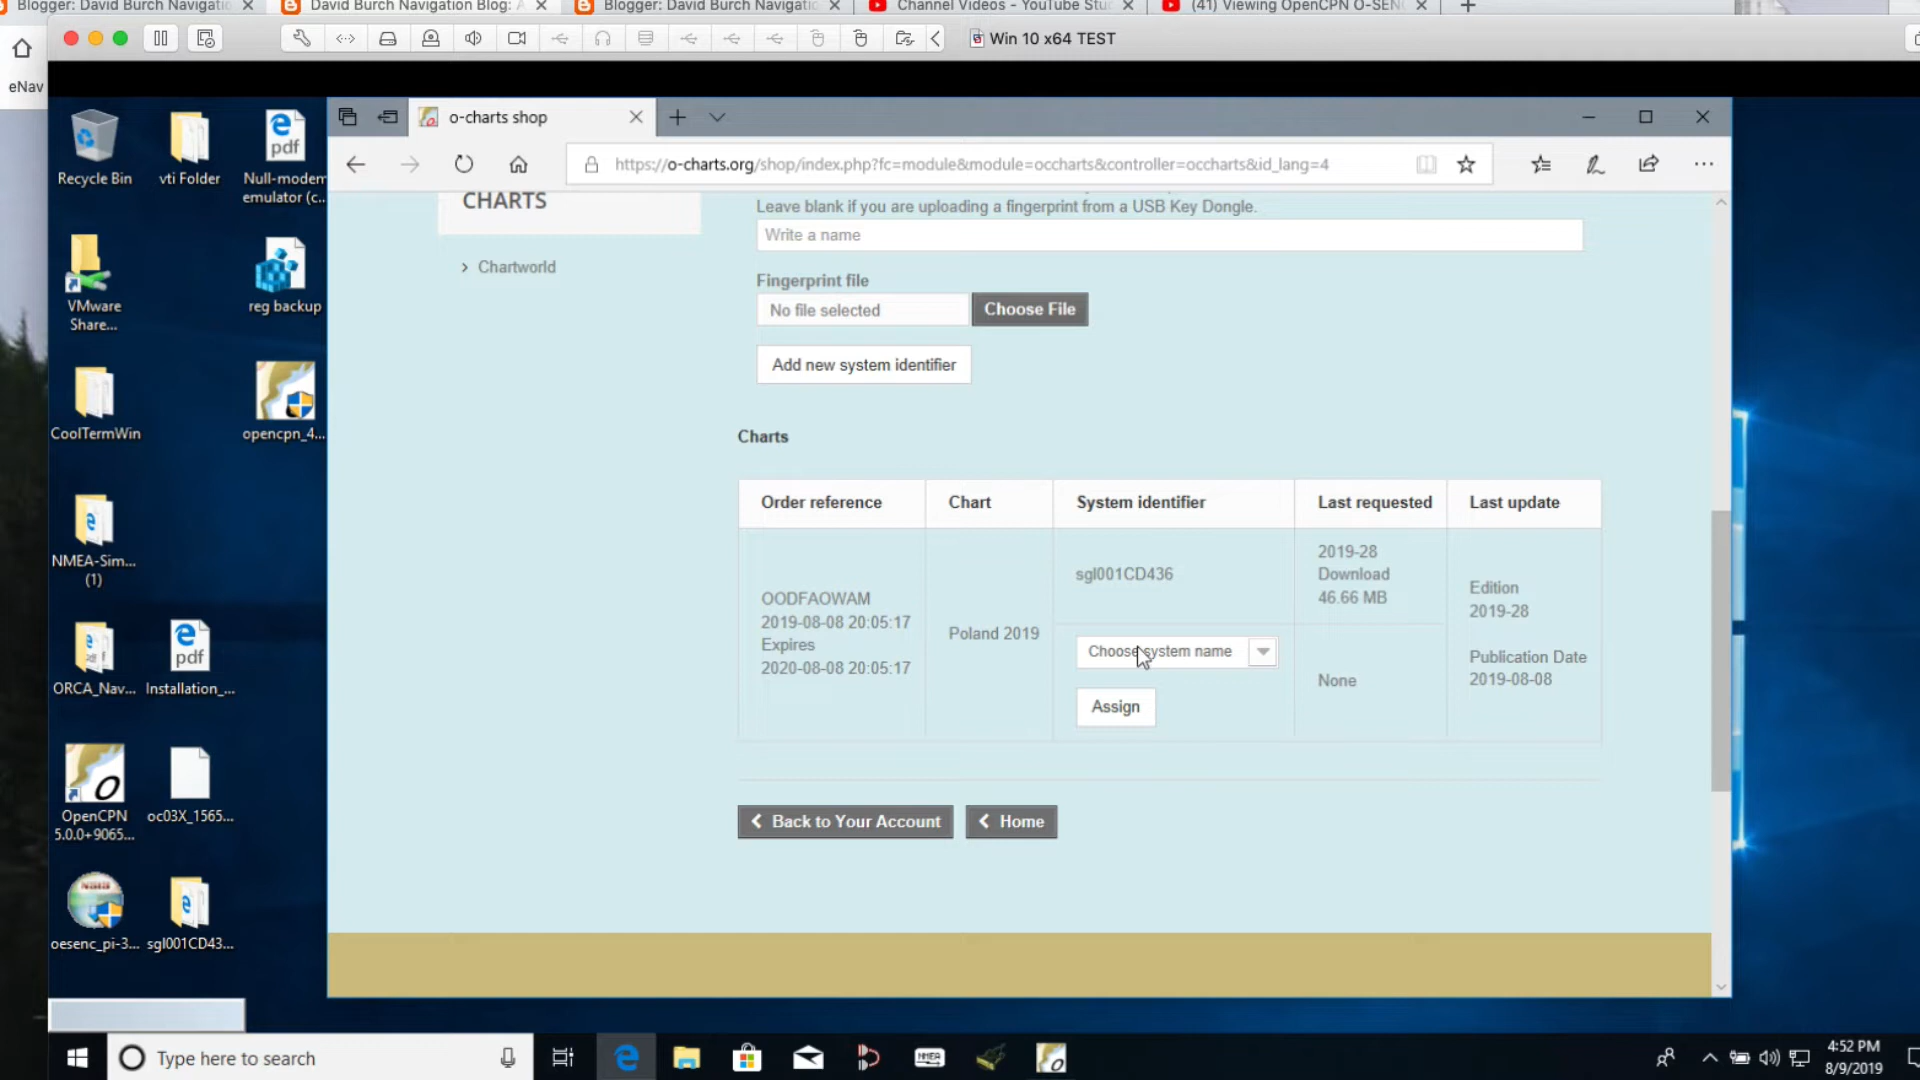 Blogger: David Burch Navigatio
David Burch Navigation Blog: A
Blogger: David Burch Navigatio
Channel Videos - YouTube Stu
(41) Viewing OpenCPN O-SEN
Win 10 x64 TEST
eNav
o-charts shop
https://o-charts.org/shop/index.php?fc=module&module=occharts&controller=occharts&id_lang=4
Recycle Bin
vti Folder
Null-modem
emulator (c...
VMware
Share...
reg backup
CoolTermWin
opencpn_4...
NMEA-Sim...
(1)
ORCA_Nav...
Installation_...
OpenCPN
5.0.0+9065...
oc03X_1565...
oesenc_pi-3...
sgl001CD43...
CHARTS
Chartworld
Leave blank if you are uploading a fingerprint from a USB Key Dongle.
Write a name
Fingerprint file
No file selected
Choose File
Add new system identifier
Charts
Order reference
Chart
System identifier
Last requested
Last update
OODFAOWAM
2019-08-08 20:05:17
Expires
2020-08-08 20:05:17
Poland 2019
sgl001CD436
2019-28
Download
46.66 MB
Choose system name
Assign
None
Edition
2019-28
Publication Date
2019-08-08
Back to Your Account
Home
Type here to search
4:52 PM
8/9/2019